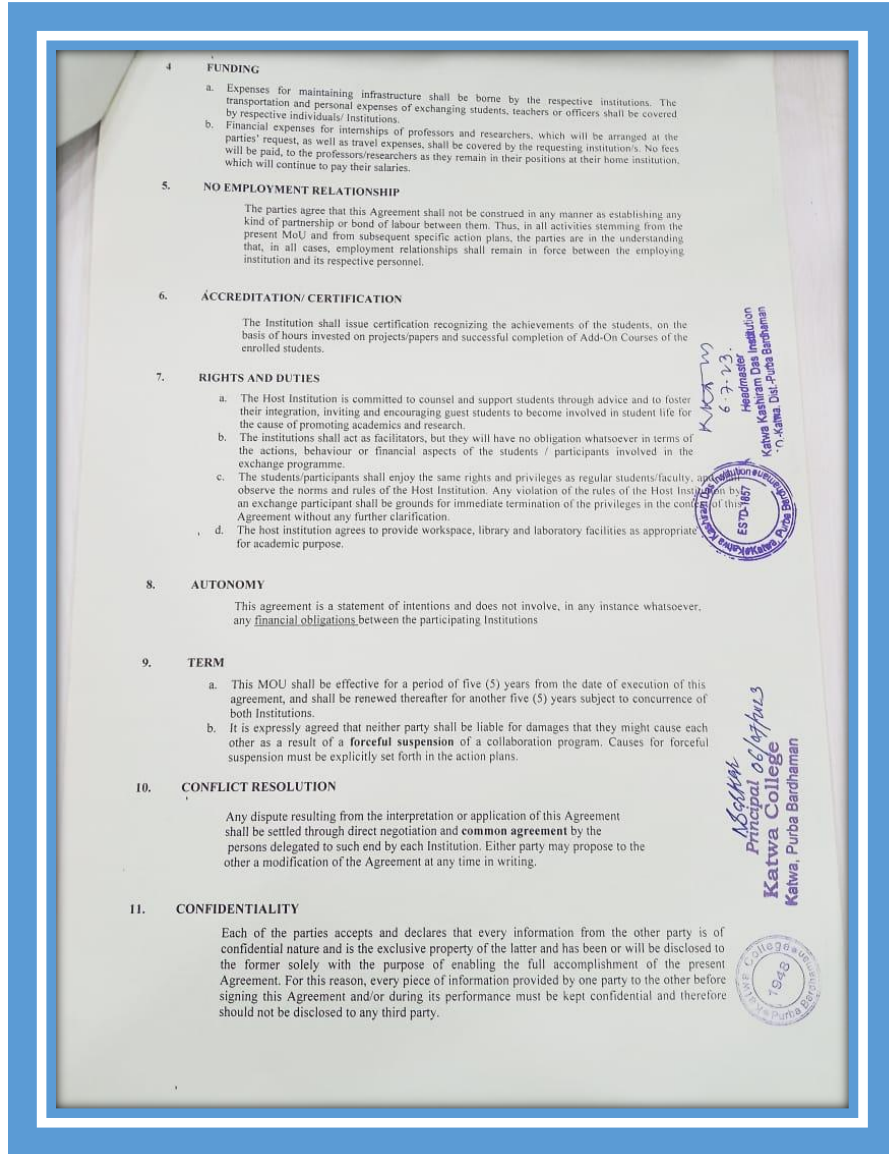 4 FUNDING
a. Expenses for maintaining infrastructure shall be borne by the respective institutions. The
transportation and personal expenses of exchanging students, teachers or officers shall be covered
by respective individuals/ Institutions.
b. Financial expenses for internships of professors and researchers, which will be arranged at the
parties' request, as well as travel expenses, shall be covered by the requesting institution/s. No fees
will be paid, to the professors/researchers as they remain in their positions at their home institution,
which will continue to pay their salaries.
5. NO EMPLOYMENT RELATIONSHIP
The parties agree that this Agreement shall not be construed in any manner as establishing any
kind of partnership or bond of labour between them. Thus, in all activities stemming from the
present MoU and from subsequent specific action plans, the parties are in the understanding
that, in all cases, employment relationships shall remain in force between the employing
institution and its respective personnel.
6. ACCREDITATION/ CERTIFICATION
The Institution shall issue certification recognizing the achievements of the students, on the
basis of hours invested on projects/papers and successful completion of Add-On Courses of the
enrolled students.
7. RIGHTS AND DUTIES
a. The Host Institution is committed to counsel and support students through advice and to foster
their integration, inviting and encouraging guest students to become involved in student life for
the cause of promoting academics and research.
b. The institutions shall act as facilitators, but they will have no obligation whatsoever in terms of
the actions, behaviour or financial aspects of the students / participants involved in the
exchange programme.
c. The students/participants shall enjoy the same rights and privileges as regular students/faculty,
observe the norms and rules of the Host Institution. Any violation of the rules of the Host Institution by
an exchange participant shall be grounds for immediate termination of the privileges in the context of this
Agreement without any further clarification.
d. The host institution agrees to provide workspace, library and laboratory facilities as appropriate
for academic purpose.
8. AUTONOMY
This agreement is a statement of intentions and does not involve, in any instance whatsoever,
any financial obligations between the participating Institutions
9. TERM
a. This MOU shall be effective for a period of five (5) years from the date of execution of this
agreement, and shall be renewed thereafter for another five (5) years subject to concurrence of
both Institutions.
b. It is expressly agreed that neither party shall be liable for damages that they might cause each
other as a result of a forceful suspension of a collaboration program. Causes for forceful
suspension must be explicitly set forth in the action plans.
10. CONFLICT RESOLUTION
Any dispute resulting from the interpretation or application of this Agreement
shall be settled through direct negotiation and common agreement by the
persons delegated to such end by each Institution. Either party may propose to the
other a modification of the Agreement at any time in writing.
11. CONFIDENTIALITY
Each of the parties accepts and declares that every information from the other party is of
confidential nature and is the exclusive property of the latter and has been or will be disclosed to
the former solely with the purpose of enabling the full accomplishment of the present
Agreement. For this reason, every piece of information provided by one party to the other before
signing this Agreement and/or during its performance must be kept confidential and therefore
should not be disclosed to any third party.
6.7.23.
Headmaster
Katwa Kashiram Das Institution
Katwa, Dist.-Purba Bardhaman
ESTD-1857
Principal 06/07/2023
Katwa College
Katwa, Purba Bardhaman
1948